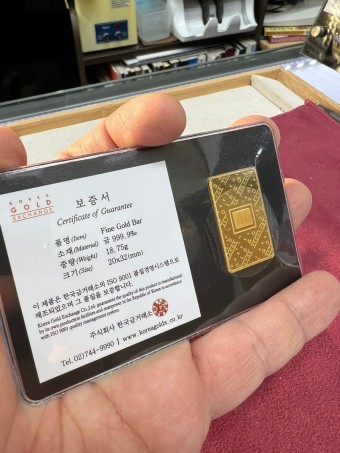 KOREA
GOLD
EXCHANGE
보 증 서
Certificate of Guarantee
품명 (Item) Fine Gold Bar
소재 (Material) 금 999.9%
중량 (Weight) 18.75g
크기 (Size) 20x32(mm)
이 제품은 한국금거래소의 ISO 9001 품질경영시스템으로
제조되었으며 그 품질을 보증합니다.
Korea Gold Exchange Co.,Ltd. guarantees the quality of this product is manufactured
by its own production facilities and manpower in the Republic of Korea in accordance
with ISO 9001 quality management system.
주식회사 한국금거래소
Tel. 02)744-9990 | www.koreagoldx.co.kr